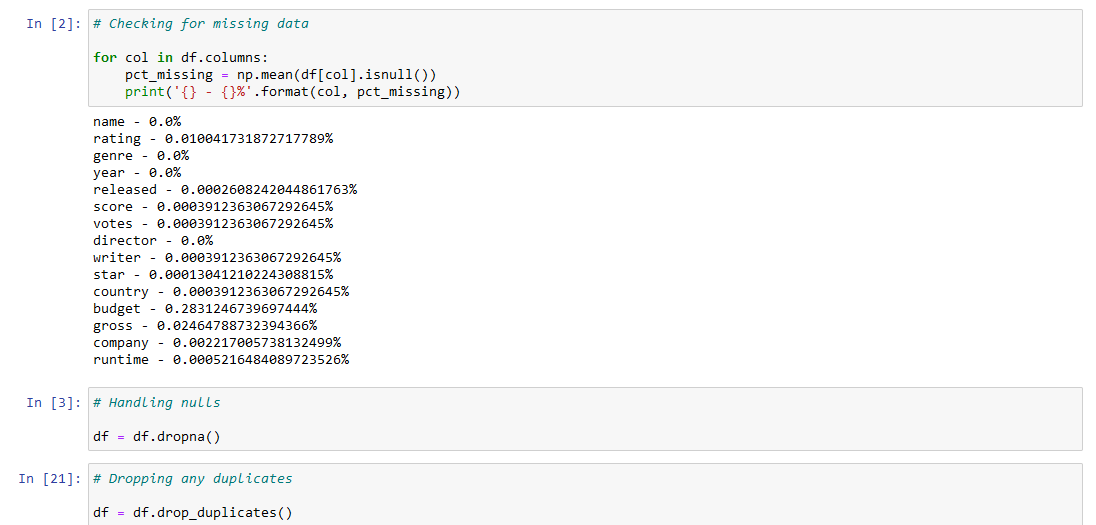 In [2]: # Checking for missing data
for col in df.columns:
    pct_missing = np.mean(df[col].isnull())
    print('{} - {}%'.format(col, pct_missing))
name - 0.0%
rating - 0.010041731872717789%
genre - 0.0%
year - 0.0%
released - 0.0002608242044861763%
score - 0.0003912363067292645%
votes - 0.0003912363067292645%
director - 0.0%
writer - 0.0003912363067292645%
star - 0.00013041210224308815%
country - 0.0003912363067292645%
budget - 0.2831246739697444%
gross - 0.02464788732394366%
company - 0.002217005738132499%
runtime - 0.0005216484089723526%
In [3]: # Handling nulls
df = df.dropna()
In [21]: # Dropping any duplicates
df = df.drop_duplicates()